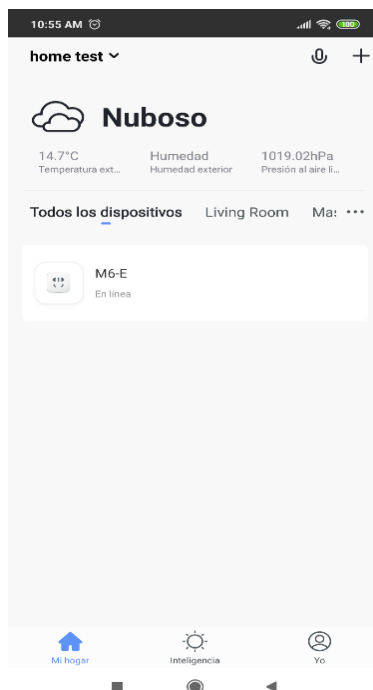 10:55 AM
100
home test
Nuboso
14.7°C Humedad 1019.02hPa
Temperatura ext... Humedad exterior Presión al aire li...
Todos los dispositivos Living Room Ma
M6-E
En línea
Mi hogar Inteligencia Yo